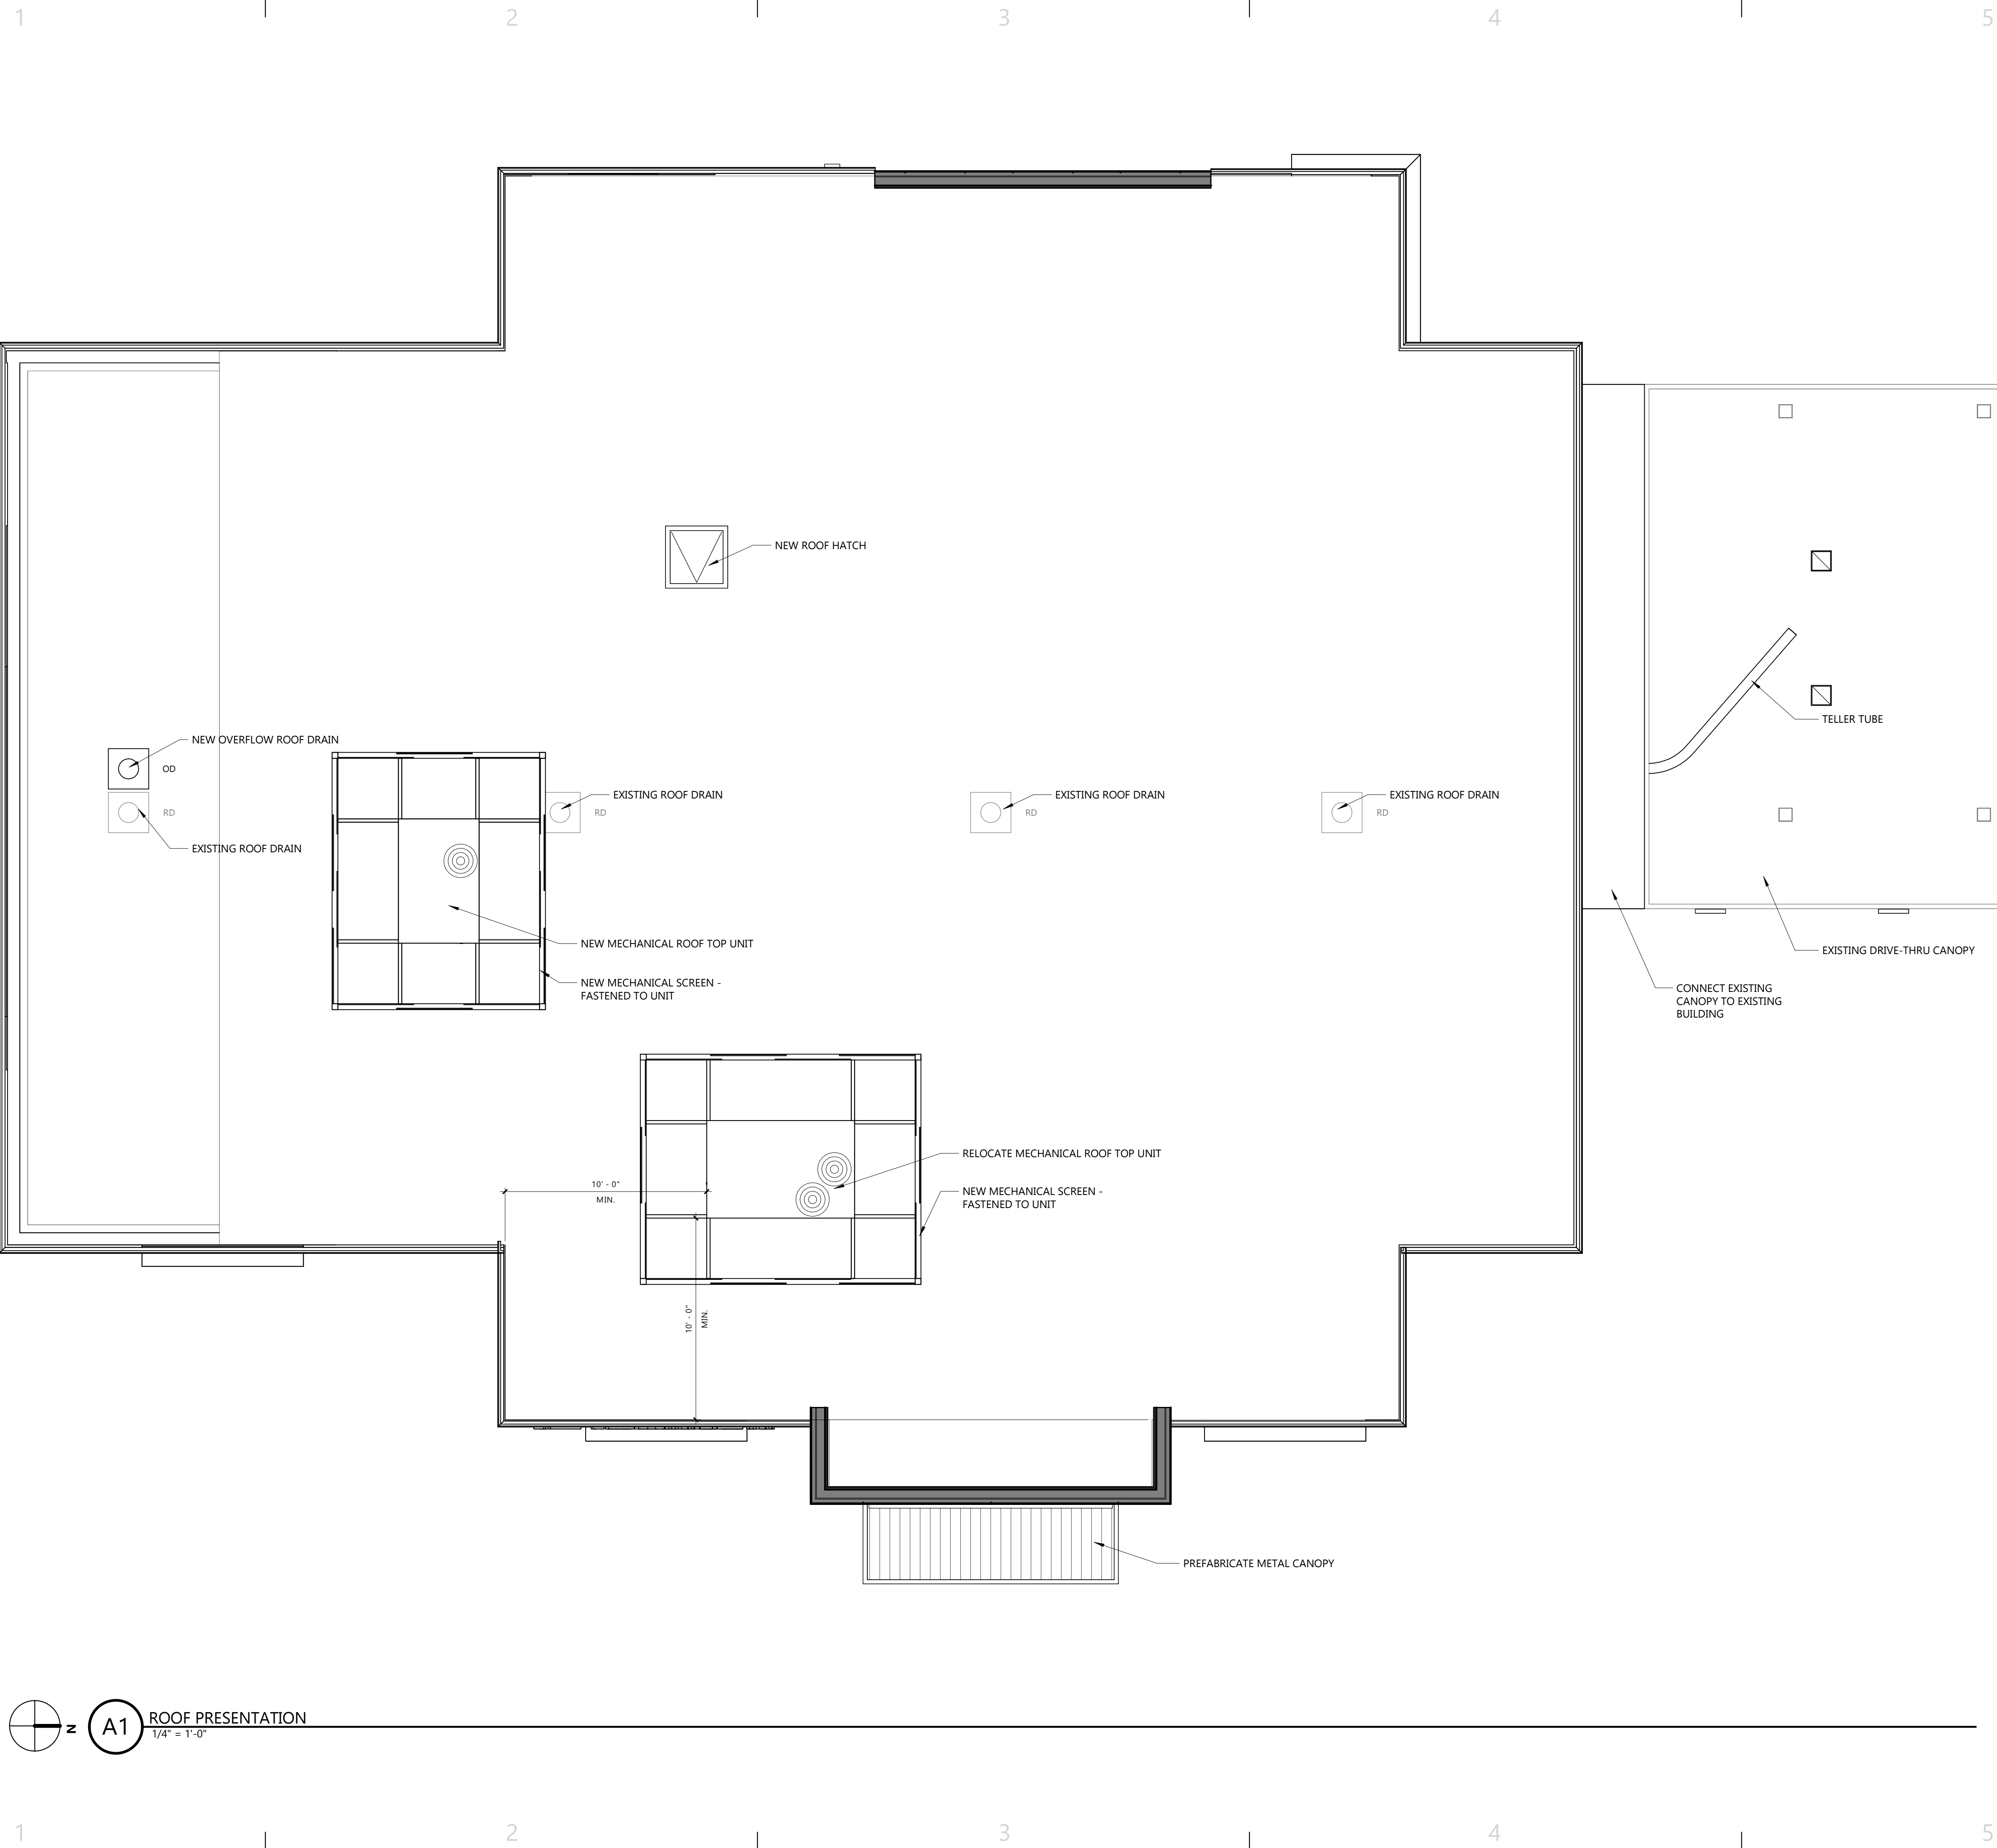 1 2 3 4 5
NEW ROOF HATCH
TELLER TUBE
NEW OVERFLOW ROOF DRAIN
OD
EXISTING ROOF DRAIN
EXISTING ROOF DRAIN
EXISTING ROOF DRAIN
RD
RD
RD
RD
EXISTING ROOF DRAIN
NEW MECHANICAL ROOF TOP UNIT
EXISTING DRIVE-THRU CANOPY
NEW MECHANICAL SCREEN -
FASTENED TO UNIT
CONNECT EXISTING
CANOPY TO EXISTING
BUILDING
RELOCATE MECHANICAL ROOF TOP UNIT
10' - 0"
MIN.
NEW MECHANICAL SCREEN -
FASTENED TO UNIT
10' - 0"
MIN.
PREFABRICATE METAL CANOPY
N
A1
ROOF PRESENTATION
1/4" = 1'-0"
1 2 3 4 5